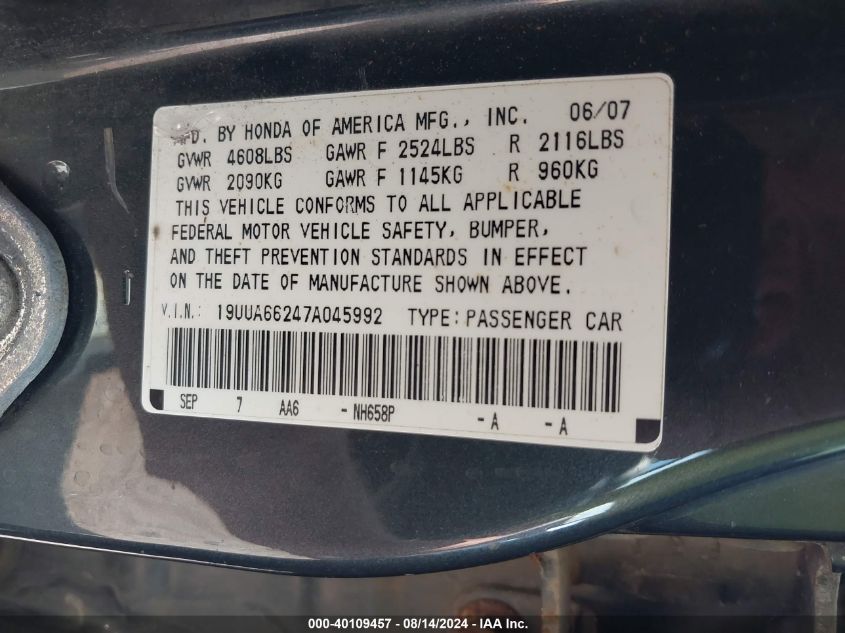 MFD. BY HONDA OF AMERICA MFG., INC. 06/07
GVWR 4608LBS GAWR F 2524LBS R 2116LBS
GVWR 2090KG GAWR F 1145KG R 960KG
THIS VEHICLE CONFORMS TO ALL APPLICABLE
FEDERAL MOTOR VEHICLE SAFETY, BUMPER,
AND THEFT PREVENTION STANDARDS IN EFFECT
ON THE DATE OF MANUFACTURE SHOWN ABOVE.
V.I.N.: 19UUA66247A045992 TYPE: PASSENGER CAR
SEP 7 AA6 - NH658P - A - A
000-40109457 - 08/14/2024 - IAA Inc.